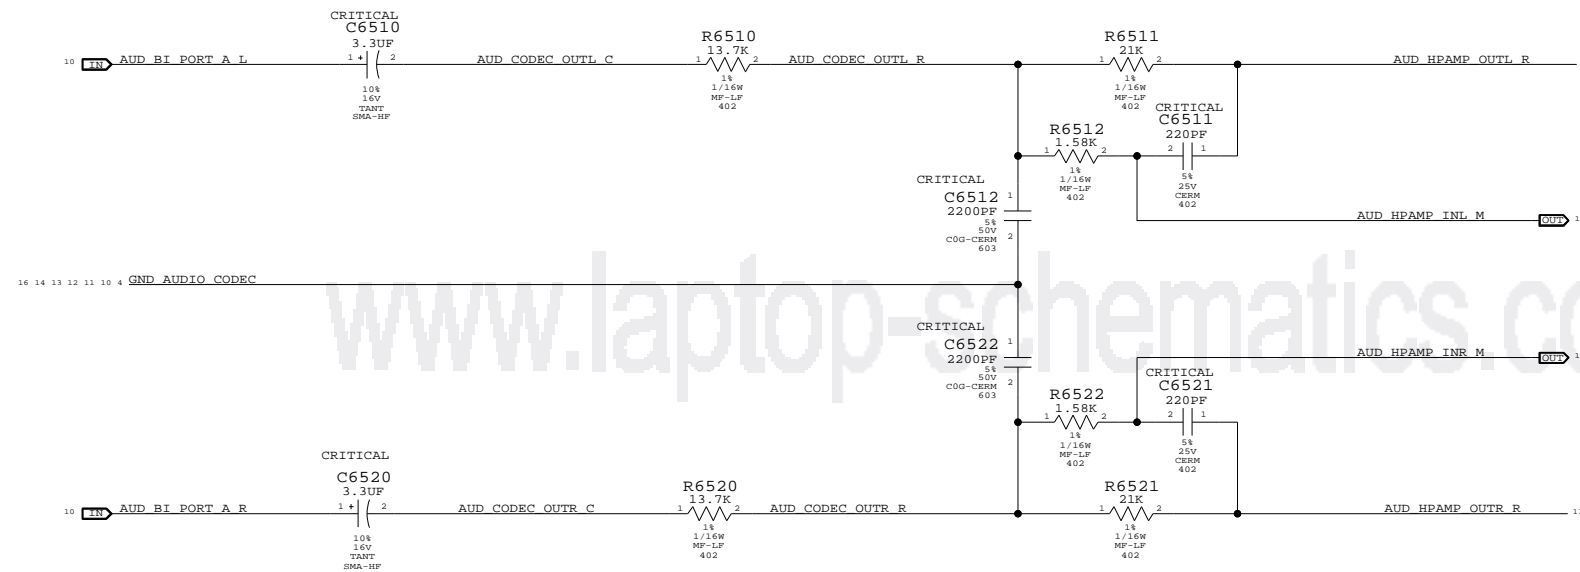 CRITICAL
C6510
3.3UF
1 + 2
10%
16V
TANT
SMA-HF
10 IN AUD BI PORT A L
AUD CODEC OUTL C
R6510
13.7K
1 2
1%
1/16W
MF-LF
402
AUD CODEC OUTL R
R6511
21K
1 2
1%
1/16W
MF-LF
402
AUD HPAMP OUTL R
CRITICAL
C6511
220PF
2 1
5%
25V
CERM
402
R6512
1.58K
1 2
1%
1/16W
MF-LF
402
CRITICAL
C6512
2200PF
5%
50V
C0G-CERM
603
1
2
AUD HPAMP INL M
OUT
16 14 13 12 11 10 4 GND AUDIO CODEC
www.laptop-schematics.co
CRITICAL
C6522
2200PF
5%
50V
C0G-CERM
603
1
2
AUD HPAMP INR M
OUT
CRITICAL
C6521
220PF
2 1
5%
25V
CERM
402
R6522
1.58K
1 2
1%
1/16W
MF-LF
402
CRITICAL
C6520
3.3UF
1 + 2
10%
16V
TANT
SMA-HF
10 IN AUD BI PORT A R
AUD CODEC OUTR C
R6520
13.7K
1 2
1%
1/16W
MF-LF
402
AUD CODEC OUTR R
R6521
21K
1 2
1%
1/16W
MF-LF
402
AUD HPAMP OUTR R